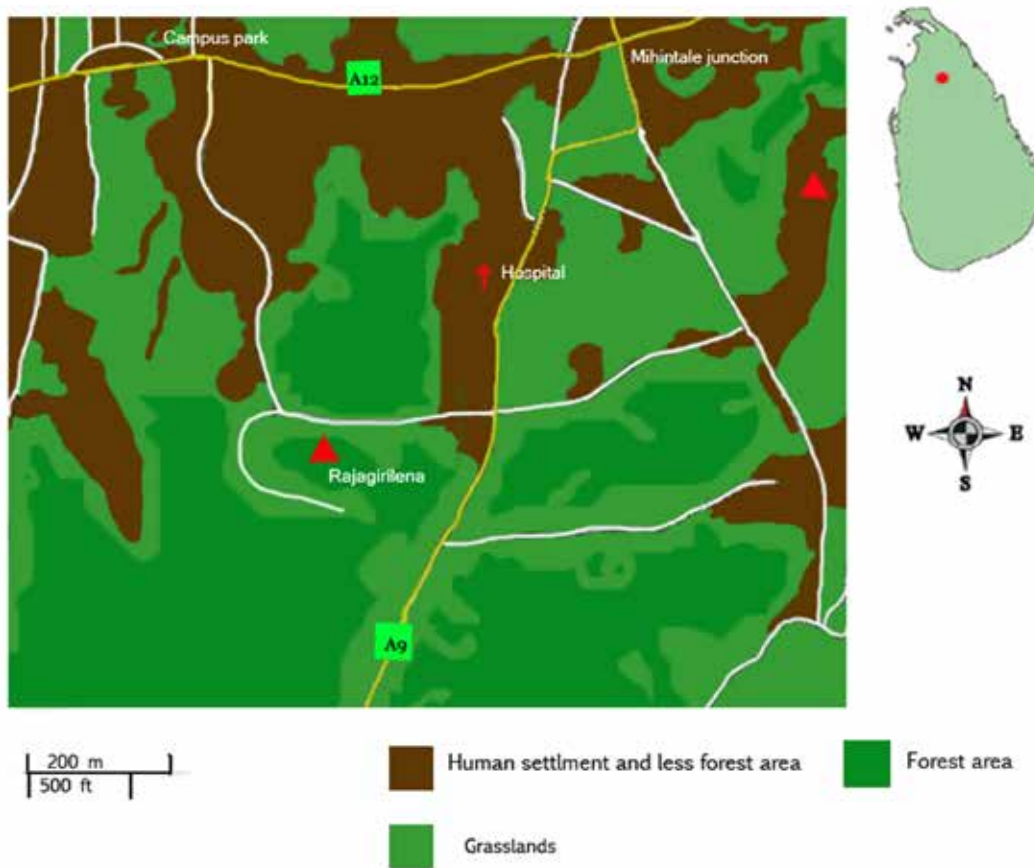 Campus park
A12
Mihintale junction
Hospital
Rajagirilena
A9
N
W E
S
200 m
500 ft
Human settlment and less forest area
Forest area
Grasslands